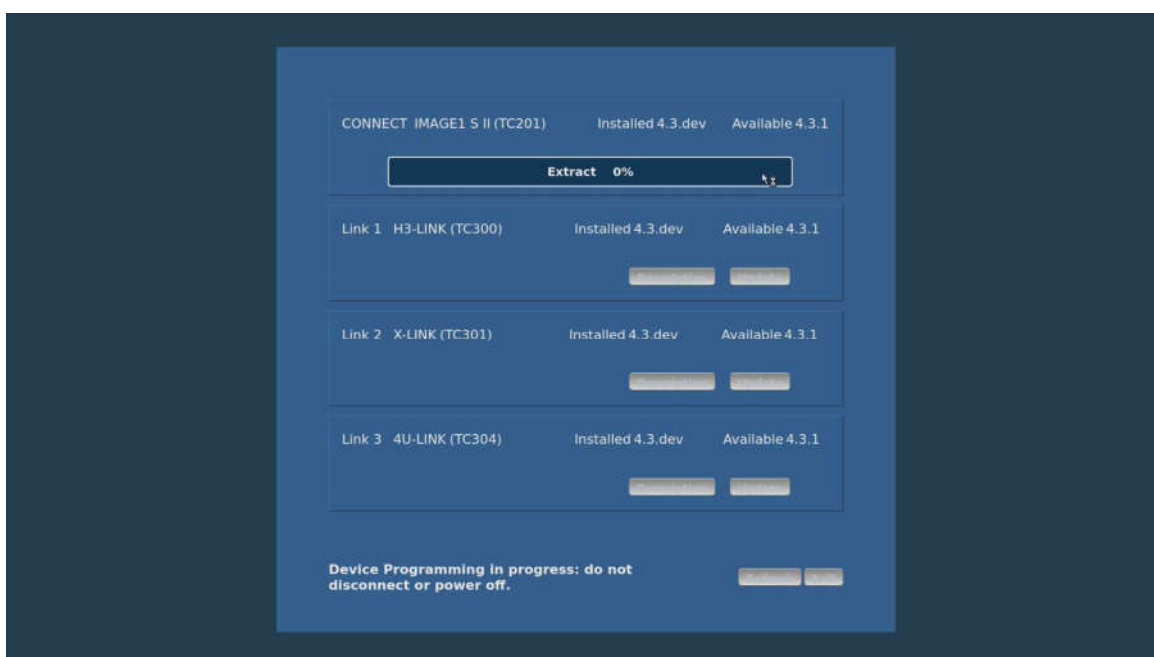 CONNECT IMAGE1 S II (TC201) Installed 4.3.dev Available 4.3.1
Extract 0%
Link 1 H3-LINK (TC300) Installed 4.3.dev Available 4.3.1
Link 2 X-LINK (TC301) Installed 4.3.dev Available 4.3.1
Link 3 4U-LINK (TC304) Installed 4.3.dev Available 4.3.1
Device Programming in progress: do not
disconnect or power off.